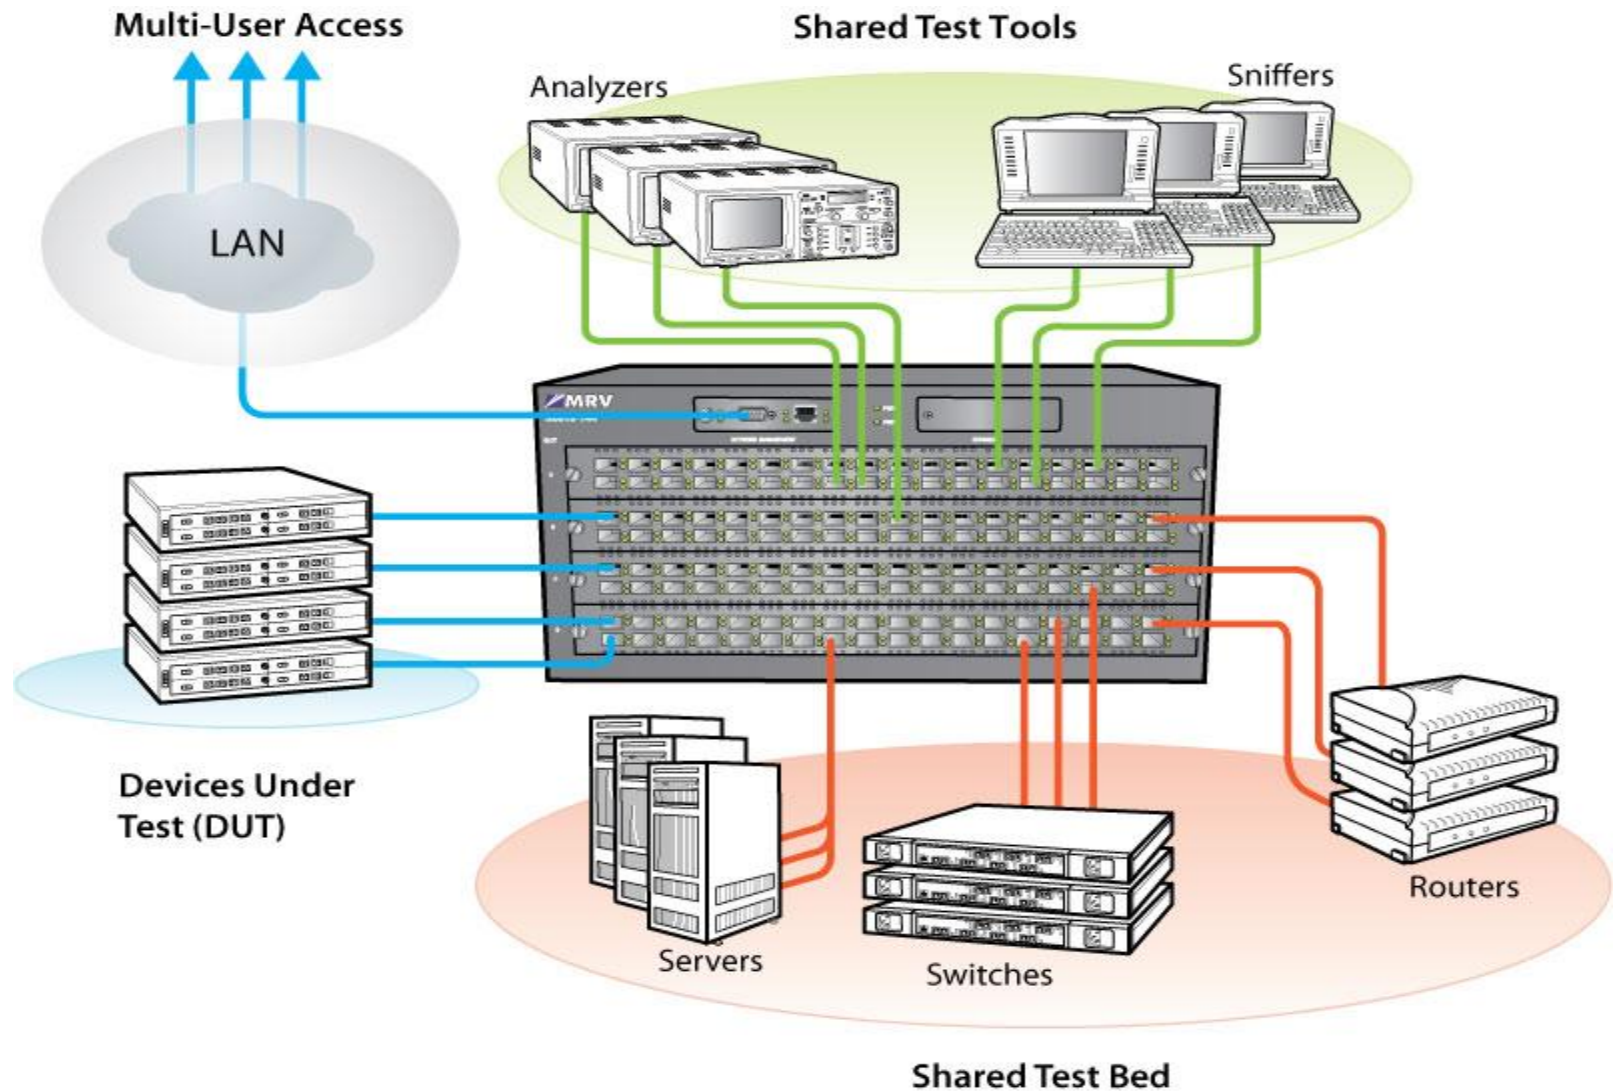 Multi-User Access
Shared Test Tools
Analyzers
Sniffers
LAN
MRV
Devices Under
Test (DUT)
Servers
Switches
Routers
Shared Test Bed